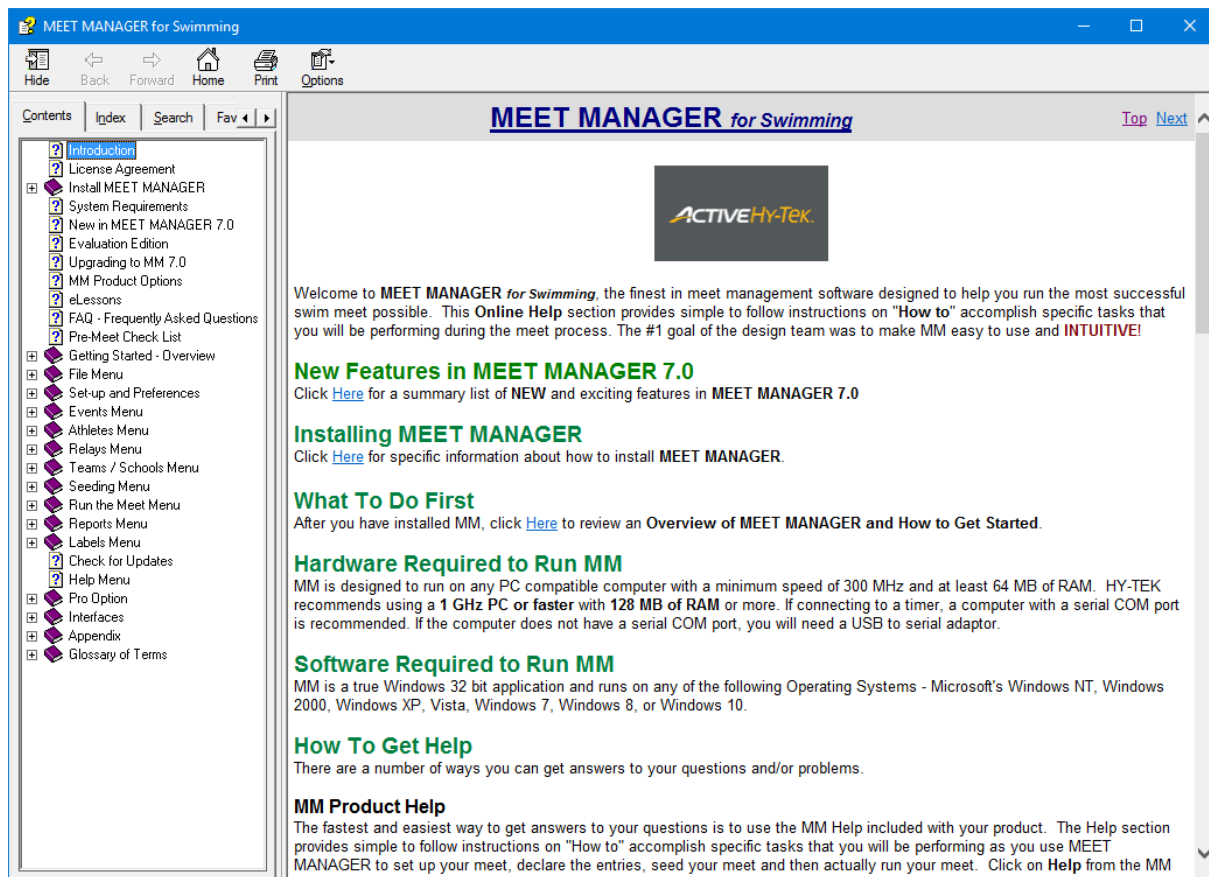 MEET MANAGER for Swimming
Hide Back Forward Home Print Options
Contents Index Search Fav
Introduction
License Agreement
Install MEET MANAGER
System Requirements
New in MEET MANAGER 7.0
Evaluation Edition
Upgrading to MM 7.0
MM Product Options
eLessons
FAQ - Frequently Asked Questions
Pre-Meet Check List
Getting Started - Overview
File Menu
Set-up and Preferences
Events Menu
Athletes Menu
Relays Menu
Teams / Schools Menu
Seeding Menu
Run the Meet Menu
Reports Menu
Labels Menu
Check for Updates
Help Menu
Pro Option
Interfaces
Appendix
Glossary of Terms
MEET MANAGER for Swimming
Top Next
ACTIVEHY-TEK.
Welcome to MEET MANAGER for Swimming, the finest in meet management software designed to help you run the most successful
swim meet possible. This Online Help section provides simple to follow instructions on "How to" accomplish specific tasks that
you will be performing during the meet process. The #1 goal of the design team was to make MM easy to use and INTUITIVE!
New Features in MEET MANAGER 7.0
Click Here for a summary list of NEW and exciting features in MEET MANAGER 7.0
Installing MEET MANAGER
Click Here for specific information about how to install MEET MANAGER.
What To Do First
After you have installed MM, click Here to review an Overview of MEET MANAGER and How to Get Started.
Hardware Required to Run MM
MM is designed to run on any PC compatible computer with a minimum speed of 300 MHz and at least 64 MB of RAM. HY-TEK
recommends using a 1 GHz PC or faster with 128 MB of RAM or more. If connecting to a timer, a computer with a serial COM port
is recommended. If the computer does not have a serial COM port, you will need a USB to serial adaptor.
Software Required to Run MM
MM is a true Windows 32 bit application and runs on any of the following Operating Systems - Microsoft's Windows NT, Windows
2000, Windows XP, Vista, Windows 7, Windows 8, or Windows 10.
How To Get Help
There are a number of ways you can get answers to your questions and/or problems.
MM Product Help
The fastest and easiest way to get answers to your questions is to use the MM Help included with your product. The Help section
provides simple to follow instructions on "How to" accomplish specific tasks that you will be performing as you use MEET
MANAGER to set up your meet, declare the entries, seed your meet and then actually run your meet. Click on Help from the MM